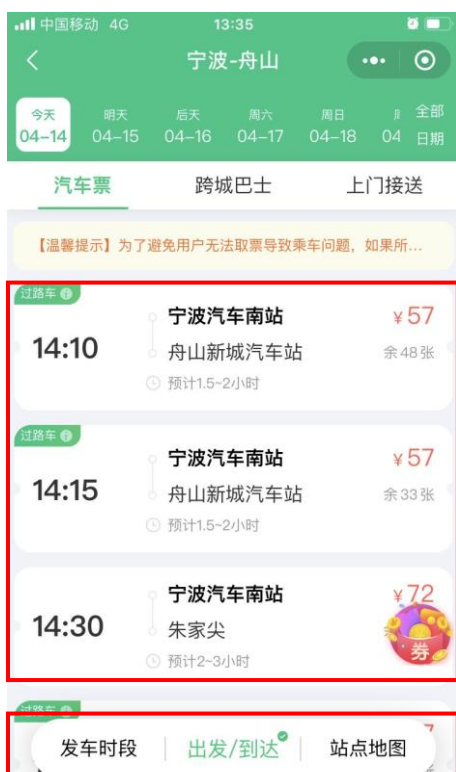 中国移动 4G 13:35
宁波-舟山
今天 明天 后天 周六 周日 全部
04-14 04-15 04-16 04-17 04-18 04 日期
汽车票 跨城巴士 上门接送
【温馨提示】为了避免用户无法取票导致乘车问题，如果所...
过路车
宁波汽车南站 ¥57
14:10 舟山新城汽车站 余48张
预计1.5~2小时
过路车
宁波汽车南站 ¥57
14:15 舟山新城汽车站 余33张
预计1.5~2小时
宁波汽车南站 ¥72
14:30 朱家尖
券
预计2~3小时
过路车
发车时段 出发/到达 站点地图